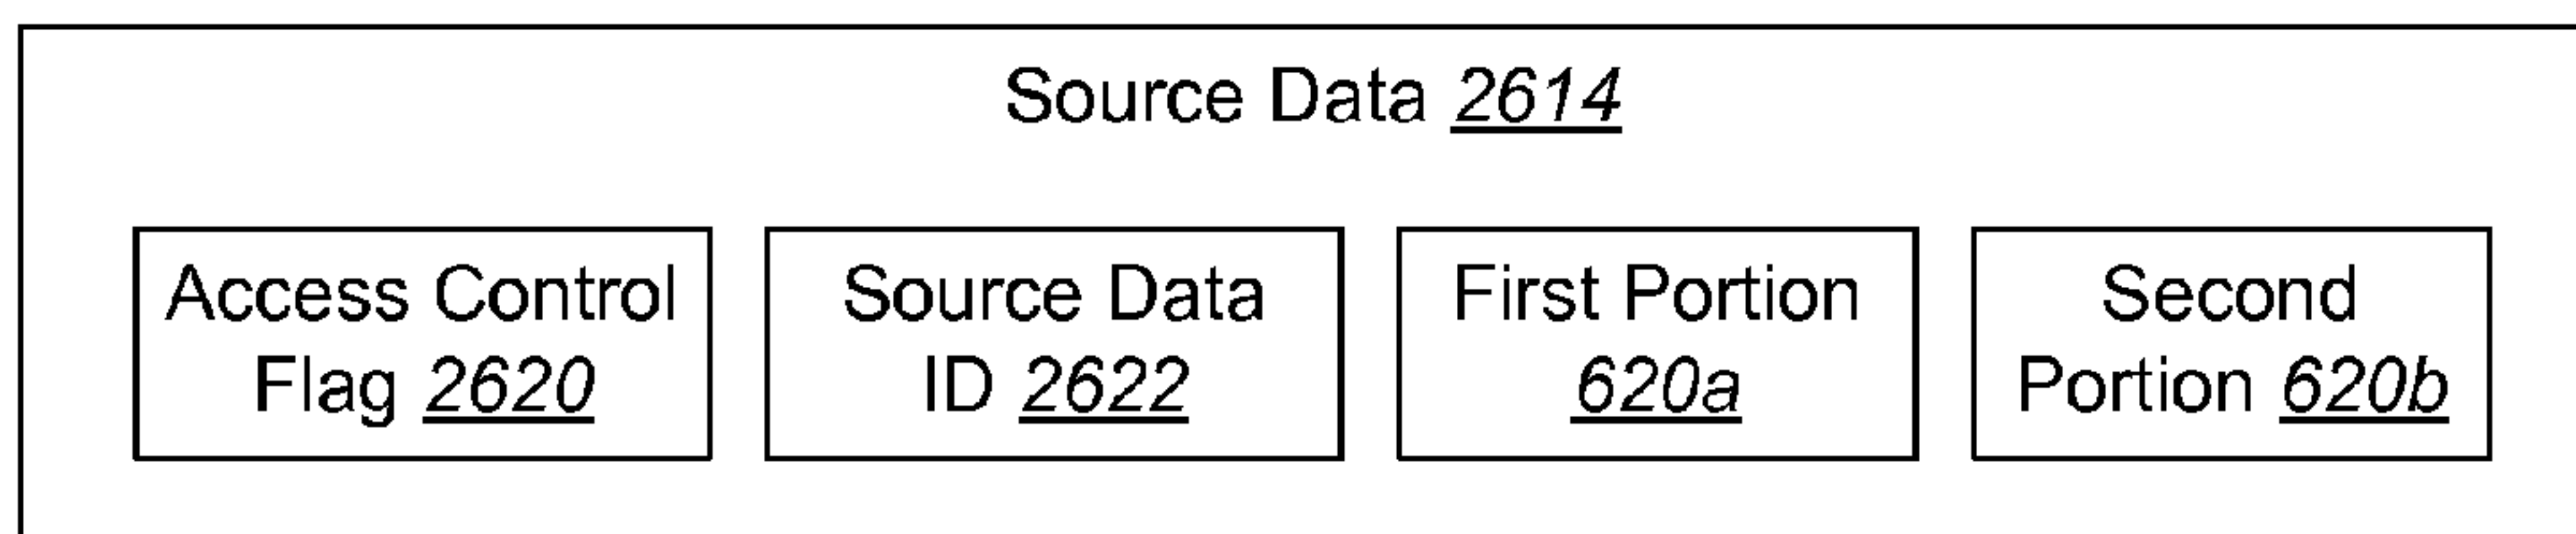 Source Data 2614
Access Control
Flag 2620
Source Data
ID 2622
First Portion
620a
Second
Portion 620b